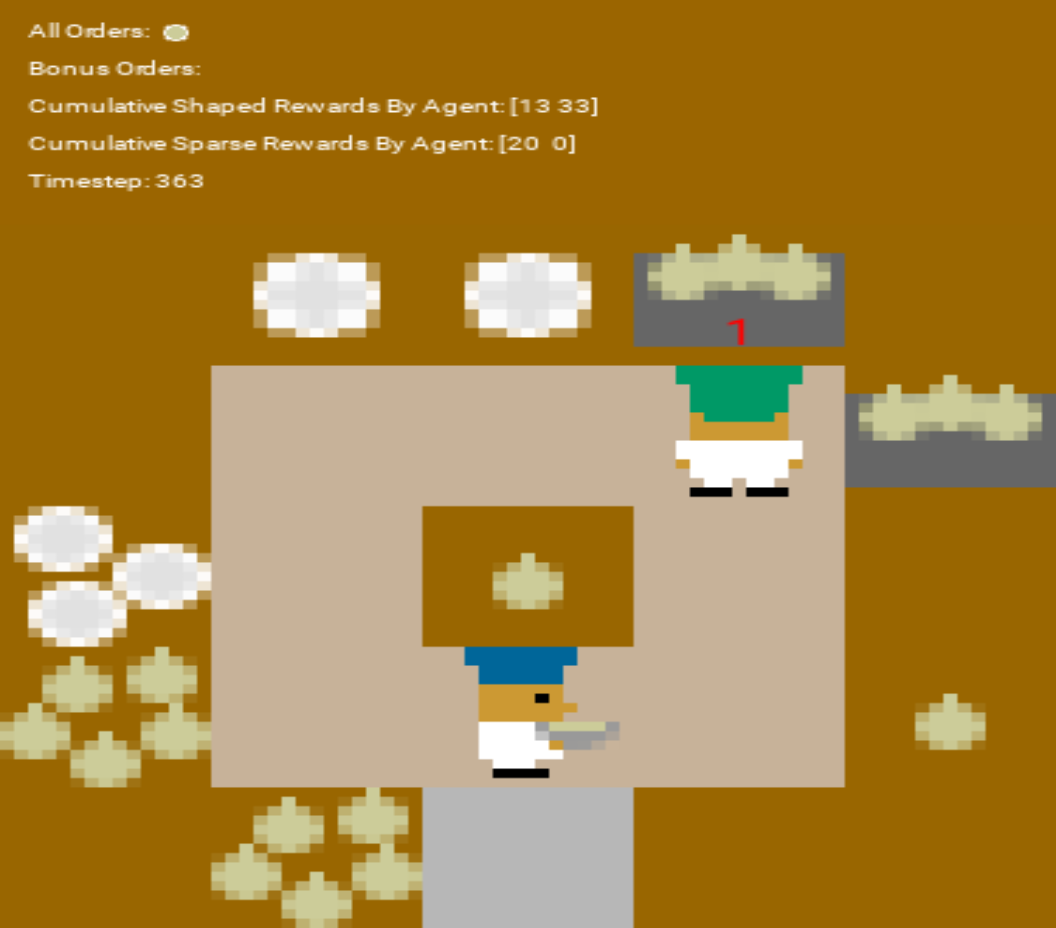 All Orders:
Bonus Orders:
Cumulative Shaped Rewards By Agent: [13 33]
Cumulative Sparse Rewards By Agent: [20  0]
Timestep: 363
1